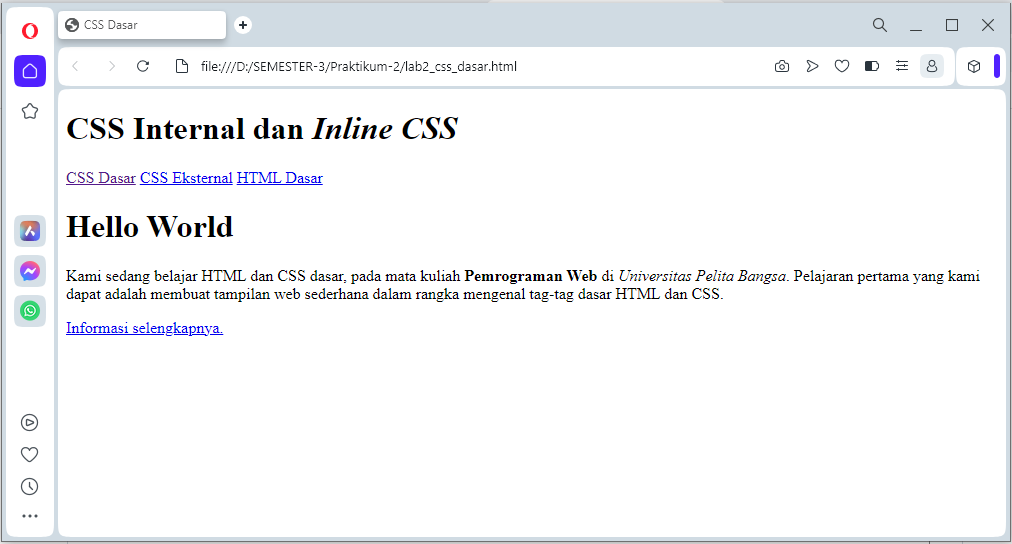 CSS Dasar
file:///D:/SEMESTER-3/Praktikum-2/lab2_css_dasar.html
CSS Internal dan Inline CSS
CSS Dasar CSS Eksternal HTML Dasar
Hello World
Kami sedang belajar HTML dan CSS dasar, pada mata kuliah Pemrograman Web di Universitas Pelita Bangsa. Pelajaran pertama yang kami
dapat adalah membuat tampilan web sederhana dalam rangka mengenal tag-tag dasar HTML dan CSS.
Informasi selengkapnya.